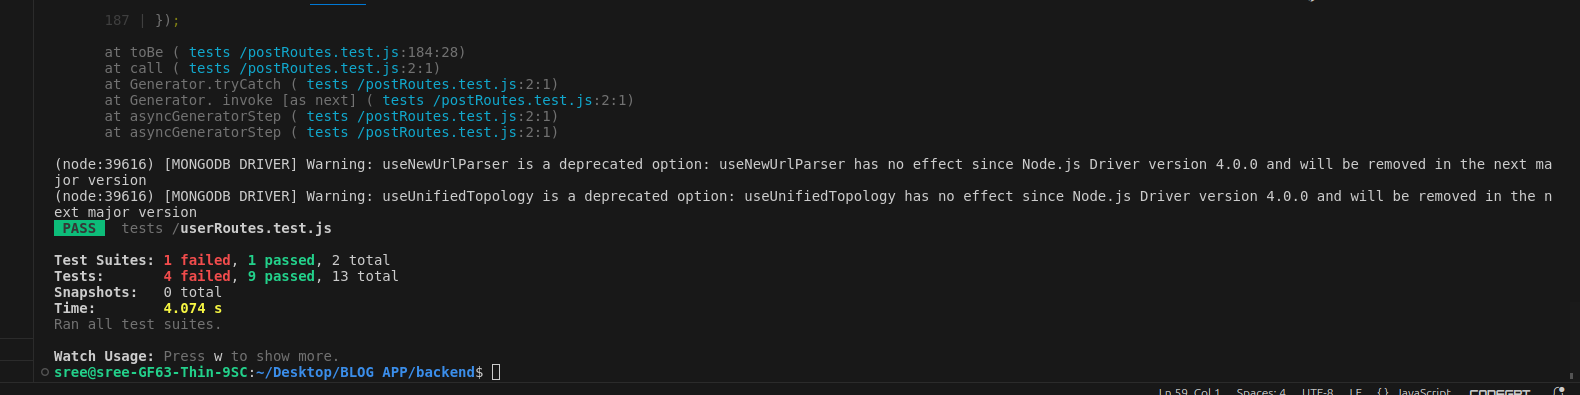 187 | });
at toBe ( tests /postRoutes.test.js:184:28)
at call ( tests /postRoutes.test.js:2:1)
at Generator.tryCatch ( tests /postRoutes.test.js:2:1)
at Generator. invoke [as next] ( tests /postRoutes.test.js:2:1)
at asyncGeneratorStep ( tests /postRoutes.test.js:2:1)
at asyncGeneratorStep ( tests /postRoutes.test.js:2:1)
(node:39616) [MONGODB DRIVER] Warning: useNewUrlParser is a deprecated option: useNewUrlParser has no effect since Node.js Driver version 4.0.0 and will be removed in the next ma
jor version
(node:39616) [MONGODB DRIVER] Warning: useUnifiedTopology is a deprecated option: useUnifiedTopology has no effect since Node.js Driver version 4.0.0 and will be removed in the n
ext major version
PASS tests /userRoutes.test.js
Test Suites: 1 failed, 1 passed, 2 total
Tests: 4 failed, 9 passed, 13 total
Snapshots: 0 total
Time: 4.074 s
Ran all test suites.
Watch Usage: Press w to show more.
sree@sree-GF63-Thin-9SC:~/Desktop/BLOG APP/backend$
Ln 59, Col 1 Spaces: 4 UTF-8 LF {} JavaScript CODEGPT